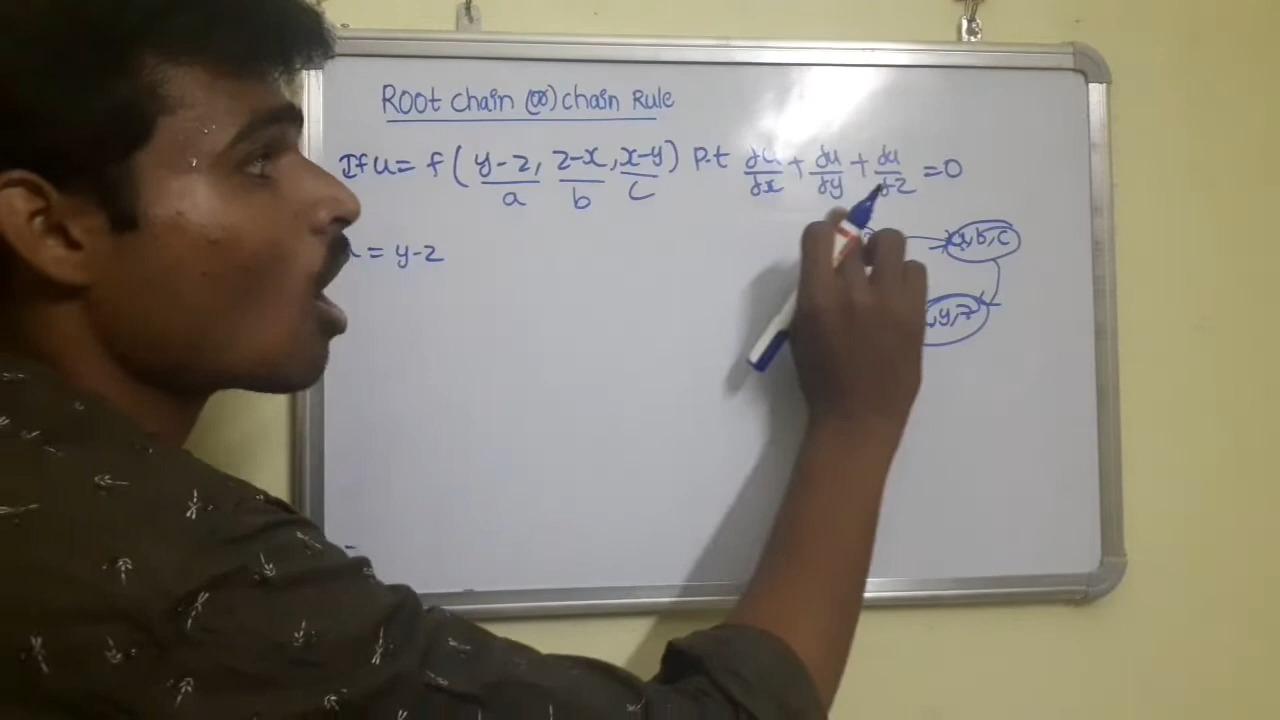 Root chain (or) chain Rule
If u = f ( y-z, z-x, x-y ) P.t ∂u/∂x + ∂u/∂y + ∂u/∂z = 0
a b c
a,b,c
= y-z
,y,z